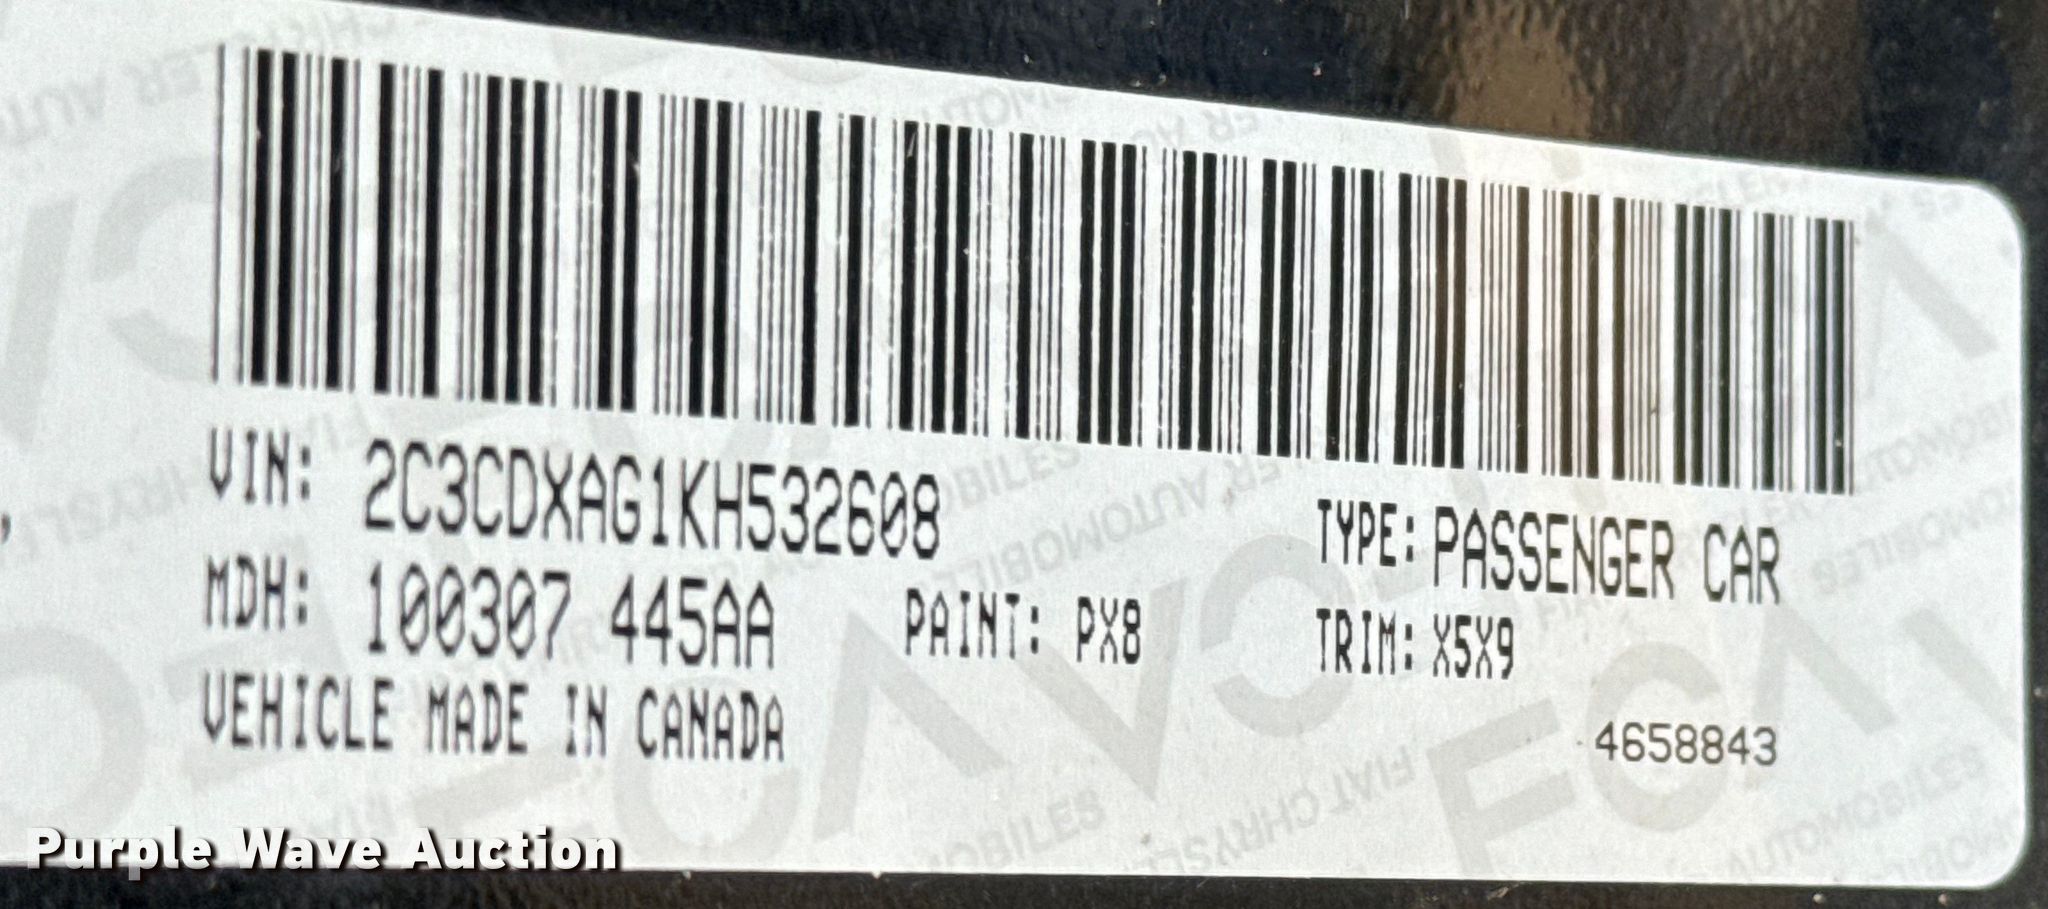 VIN: 2C3CDXAG1KH532608
TYPE: PASSENGER CAR
MDH: 100307 445AA
PAINT: PX8
TRIM: X5X9
VEHICLE MADE IN CANADA
4658843
Purple Wave Auction